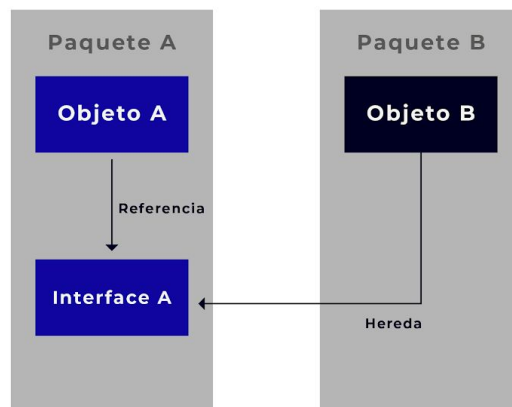 Paquete A
Objeto A
Referencia
Interface A
Paquete B
Objeto B
Hereda